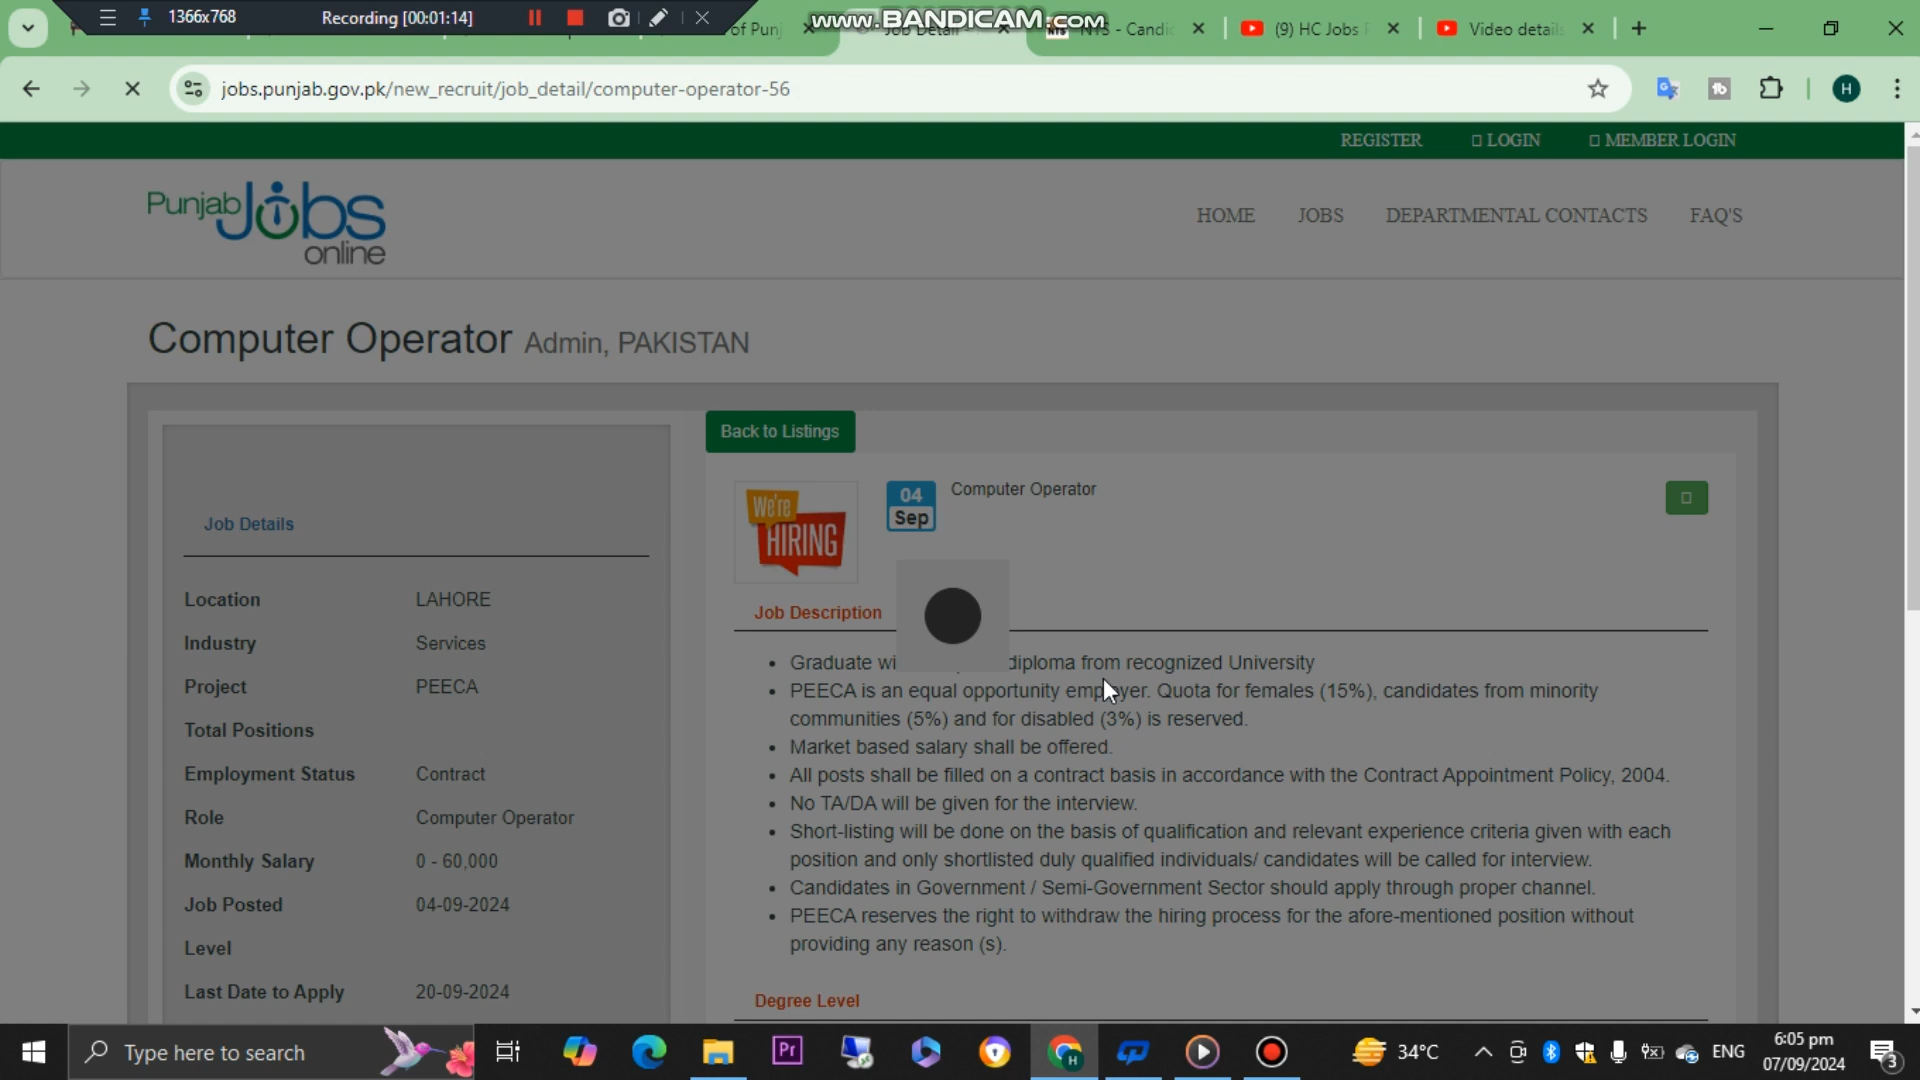 1366x768
Recording [00:01:14]
www.BANDICAM.com
of Punj
Job Detail -
NTS - Candic
(9) HC Jobs
Video details
jobs.punjab.gov.pk/new_recruit/job_detail/computer-operator-56
REGISTER
LOGIN
MEMBER LOGIN
Punjab Jobs online
HOME
JOBS
DEPARTMENTAL CONTACTS
FAQ'S
Computer Operator Admin, PAKISTAN
Back to Listings
Job Details
Location LAHORE
Industry Services
Project PEECA
Total Positions
Employment Status Contract
Role Computer Operator
Monthly Salary 0 - 60,000
Job Posted 04-09-2024
Level
Last Date to Apply 20-09-2024
We're HIRING
04 Sep
Computer Operator
Job Description
Graduate wi diploma from recognized University
PEECA is an equal opportunity employer. Quota for females (15%), candidates from minority
communities (5%) and for disabled (3%) is reserved.
Market based salary shall be offered.
All posts shall be filled on a contract basis in accordance with the Contract Appointment Policy, 2004.
No TA/DA will be given for the interview.
Short-listing will be done on the basis of qualification and relevant experience criteria given with each
position and only shortlisted duly qualified individuals/ candidates will be called for interview.
Candidates in Government / Semi-Government Sector should apply through proper channel.
PEECA reserves the right to withdraw the hiring process for the afore-mentioned position without
providing any reason (s).
Degree Level
Type here to search
Pr
H
34°C
ENG
6:05 pm
07/09/2024
3